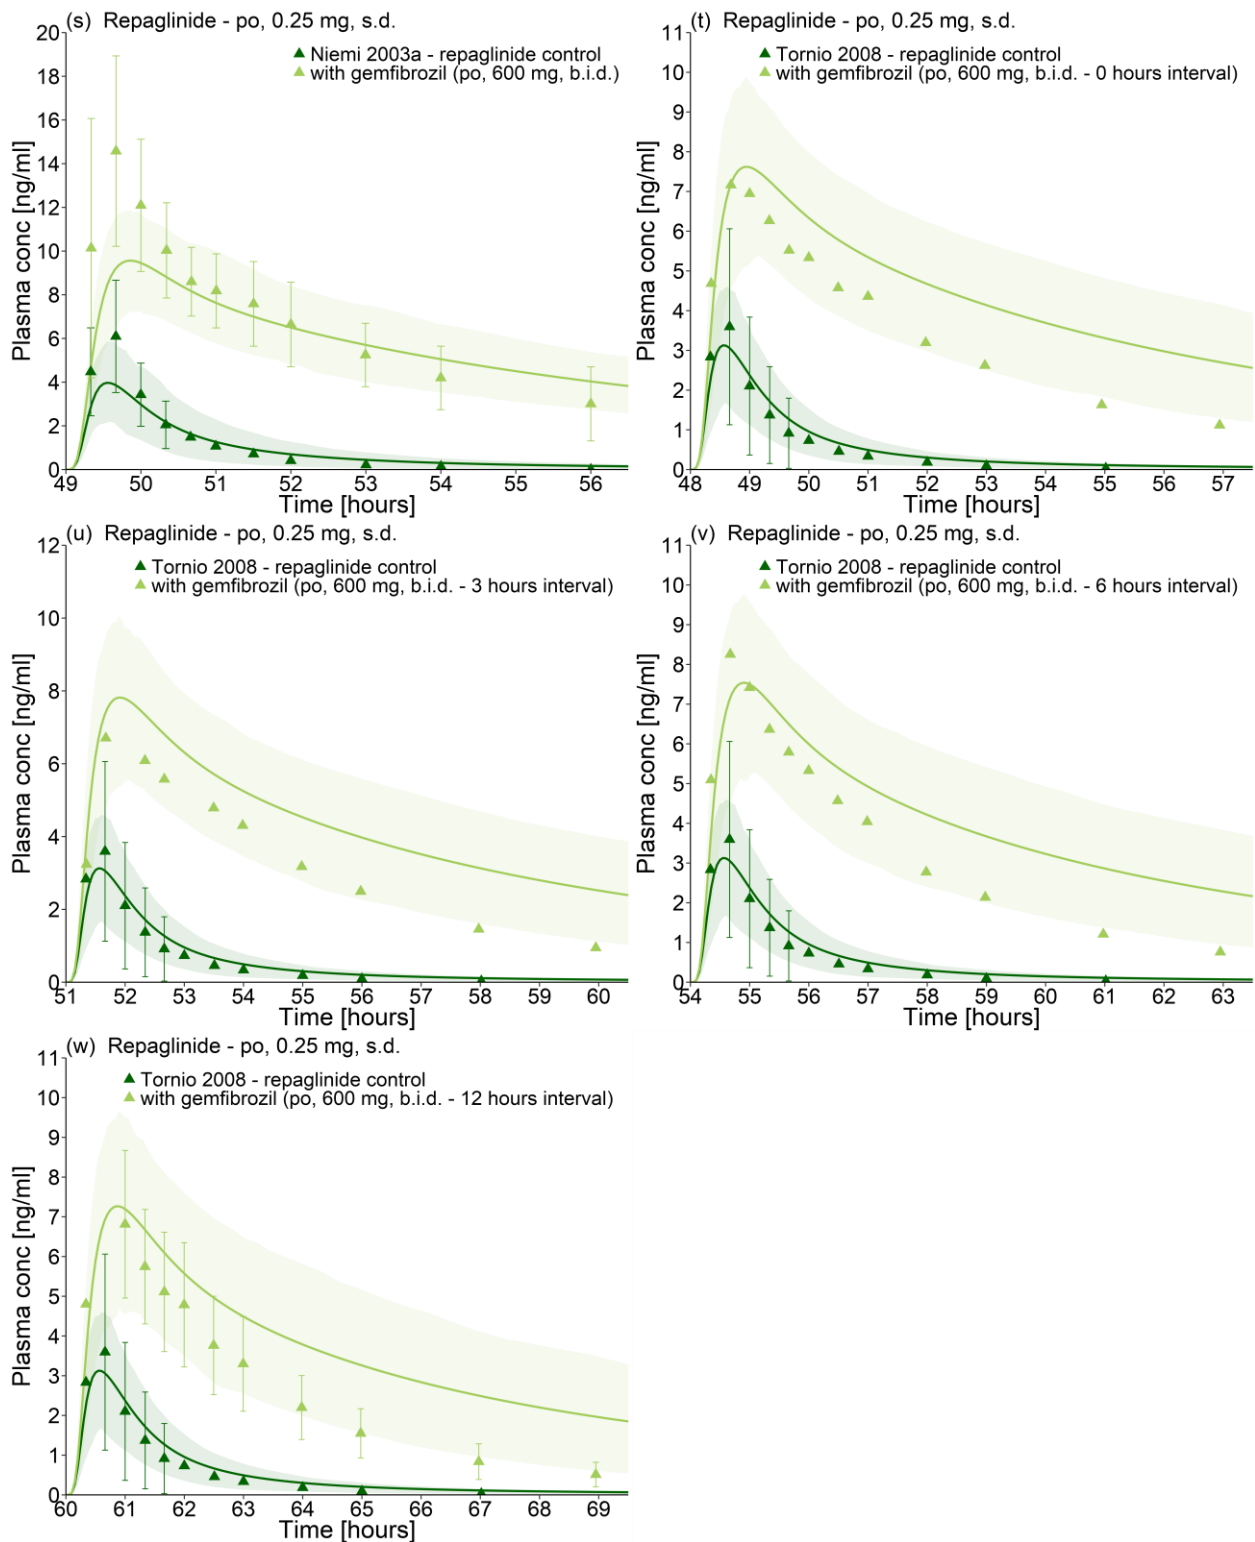 (s) Repaglinide - po, 0.25 mg, s.d.
Niemi 2003a - repaglinide control
with gemfibrozil (po, 600 mg, b.i.d.)
Plasma conc [ng/ml]
20
18
16
14
12
10
8
6
4
2
0
49 50 51 52 53 54 55 56
Time [hours]
(t) Repaglinide - po, 0.25 mg, s.d.
Tornio 2008 - repaglinide control
with gemfibrozil (po, 600 mg, b.i.d. - 0 hours interval)
Plasma conc [ng/ml]
11
10
9
8
7
6
5
4
3
2
1
0
48 49 50 51 52 53 54 55 56 57
Time [hours]
(u) Repaglinide - po, 0.25 mg, s.d.
Tornio 2008 - repaglinide control
with gemfibrozil (po, 600 mg, b.i.d. - 3 hours interval)
Plasma conc [ng/ml]
12
10
8
6
4
2
0
51 52 53 54 55 56 57 58 59 60
Time [hours]
(v) Repaglinide - po, 0.25 mg, s.d.
Tornio 2008 - repaglinide control
with gemfibrozil (po, 600 mg, b.i.d. - 6 hours interval)
Plasma conc [ng/ml]
11
10
9
8
7
6
5
4
3
2
1
0
54 55 56 57 58 59 60 61 62 63
Time [hours]
(w) Repaglinide - po, 0.25 mg, s.d.
Tornio 2008 - repaglinide control
with gemfibrozil (po, 600 mg, b.i.d. - 12 hours interval)
Plasma conc [ng/ml]
11
10
9
8
7
6
5
4
3
2
1
0
60 61 62 63 64 65 66 67 68 69
Time [hours]